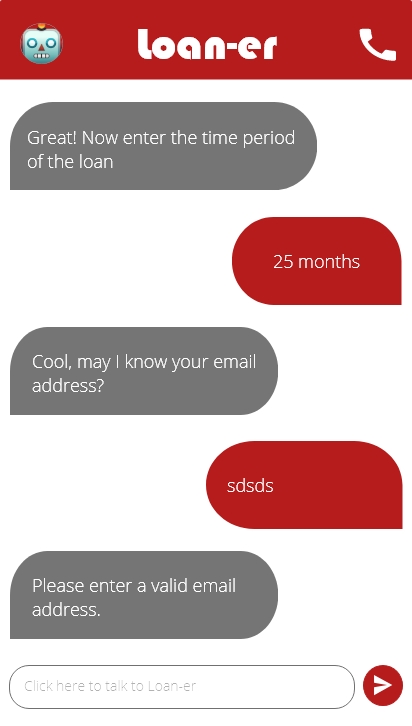 Loan-er
Great! Now enter the time period
of the loan
25 months
Cool, may I know your email
address?
sdsds
Please enter a valid email
address.
Click here to talk to Loan-er